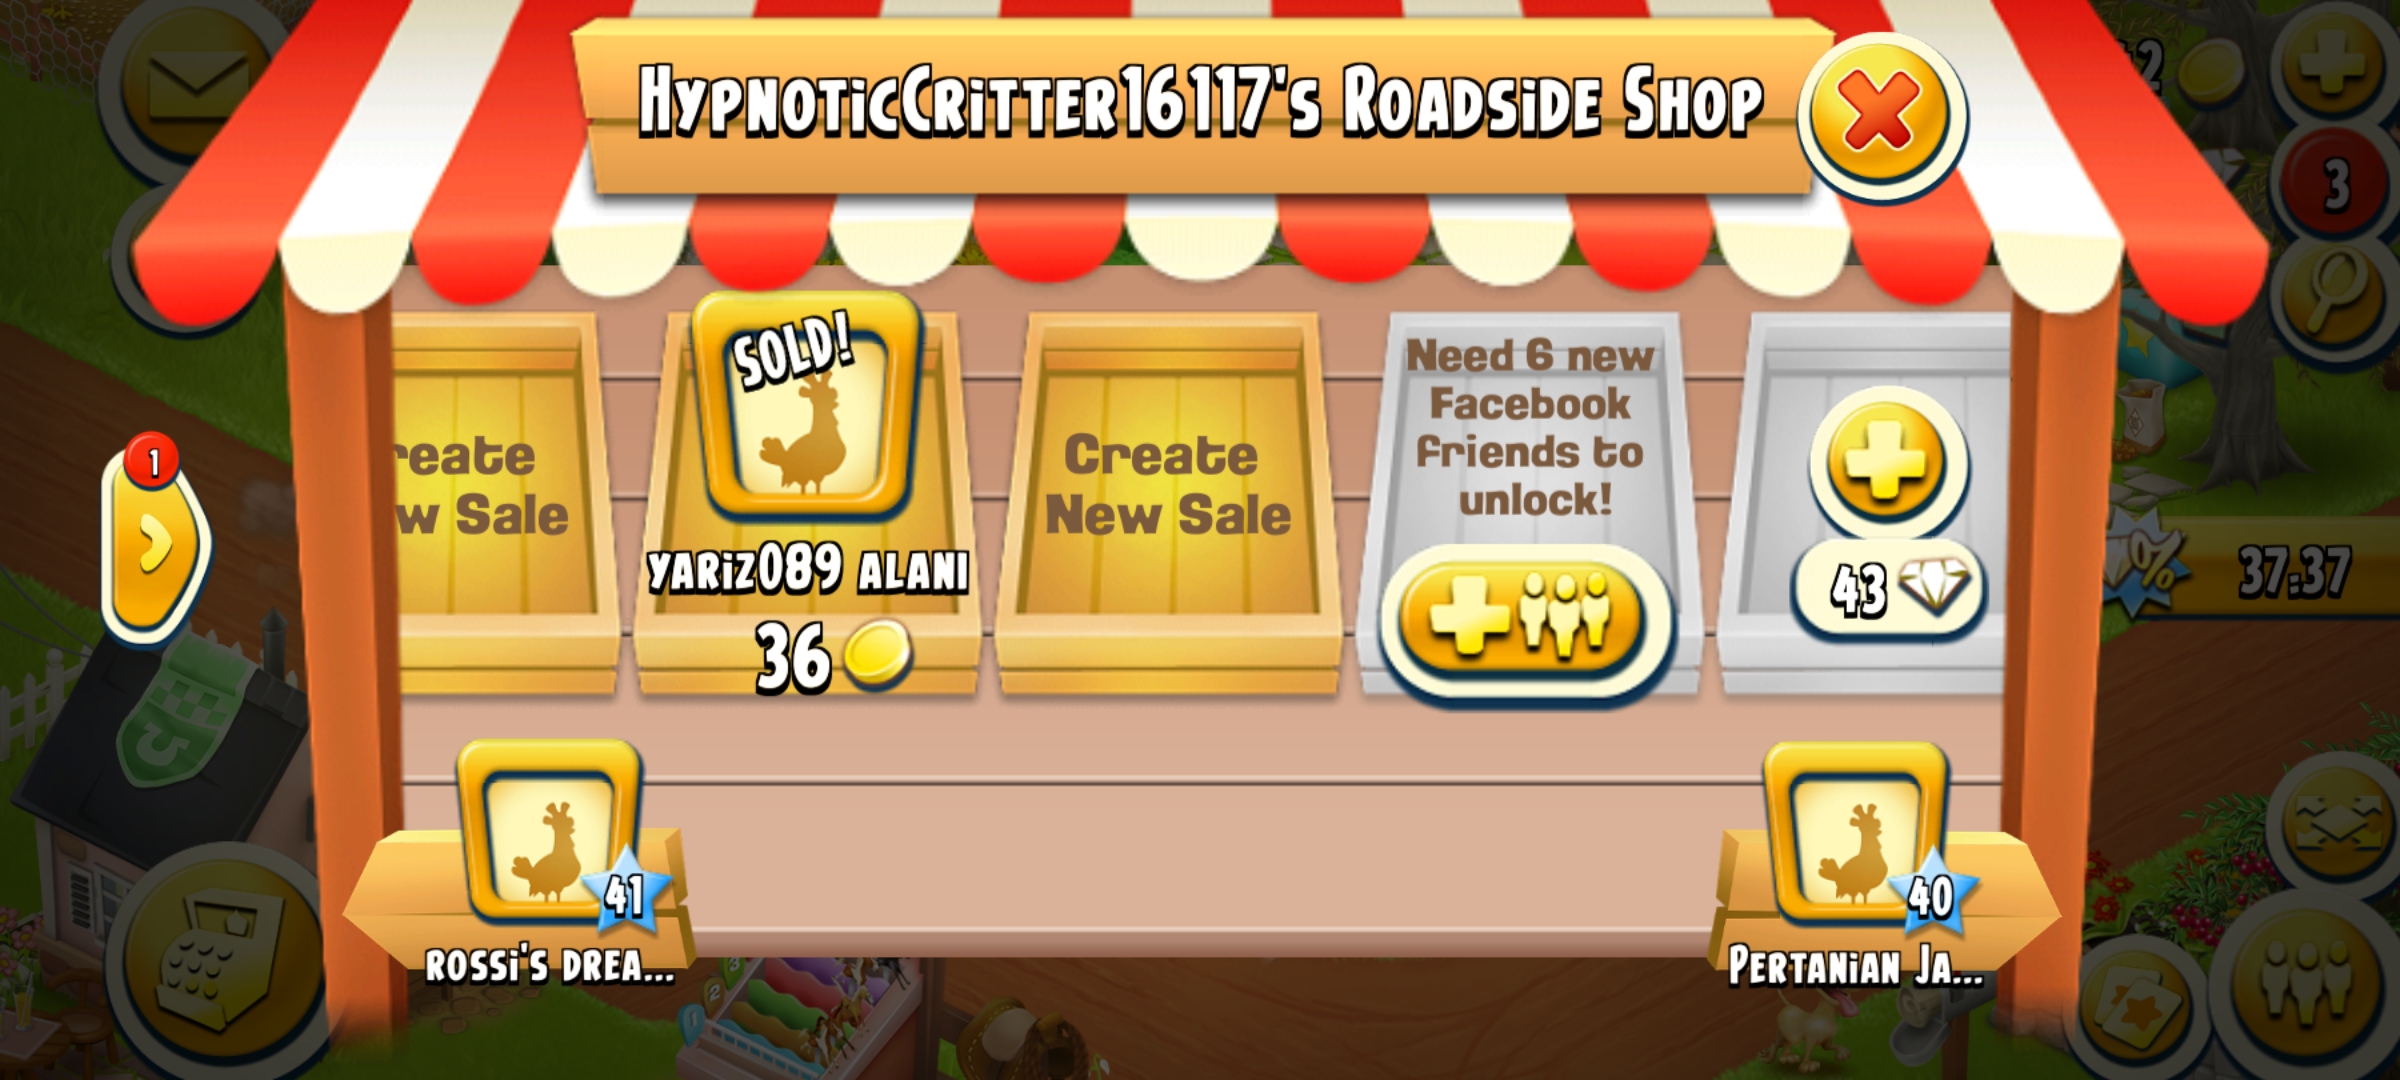 HypnoticCritter16117's Roadside Shop
3
1
reate
w Sale
SOLD!
yariz089 alani
36
Create
New Sale
Need 6 new
Facebook
friends to
unlock!
43
37:37
41
rossi's drea...
40
Pertanian Ja...